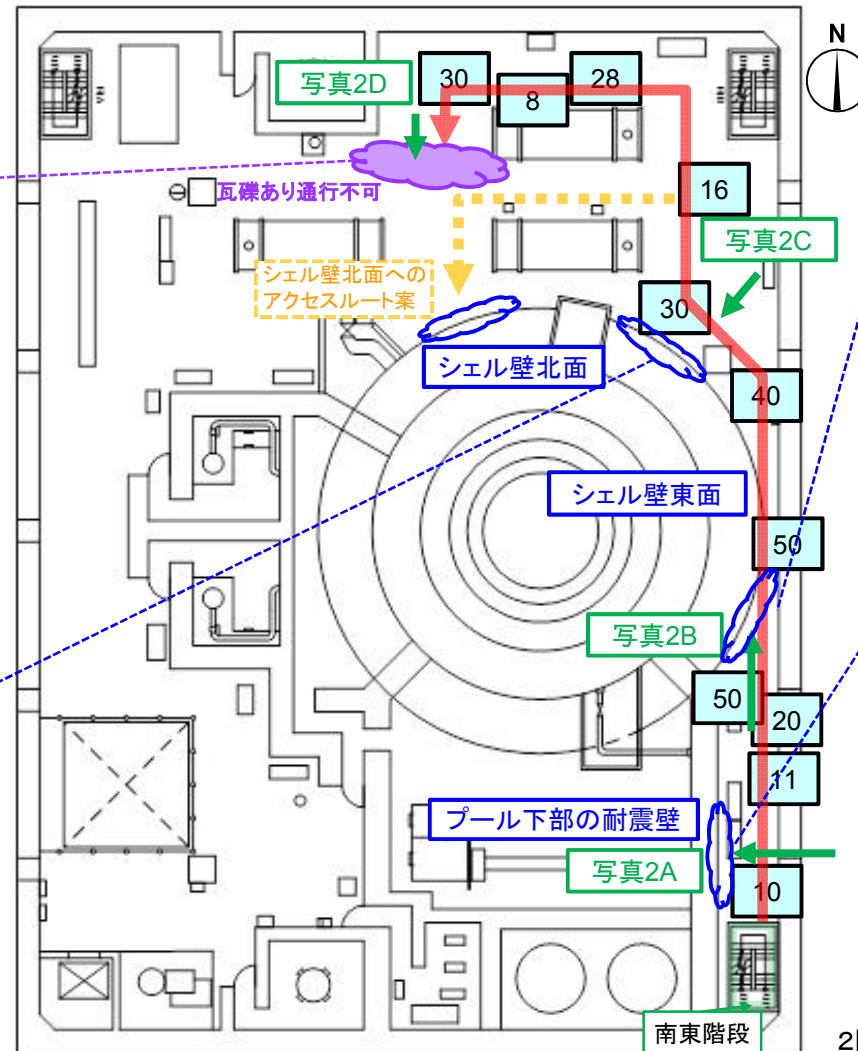 N
写真2D
30
8
28
瓦礫あり通行不可
16
写真2C
シェル壁北面への
アクセスルート案
30
シェル壁北面
40
シェル壁東面
50
写真2B
50
20
11
プール下部の耐震壁
写真2A
10
南東階段